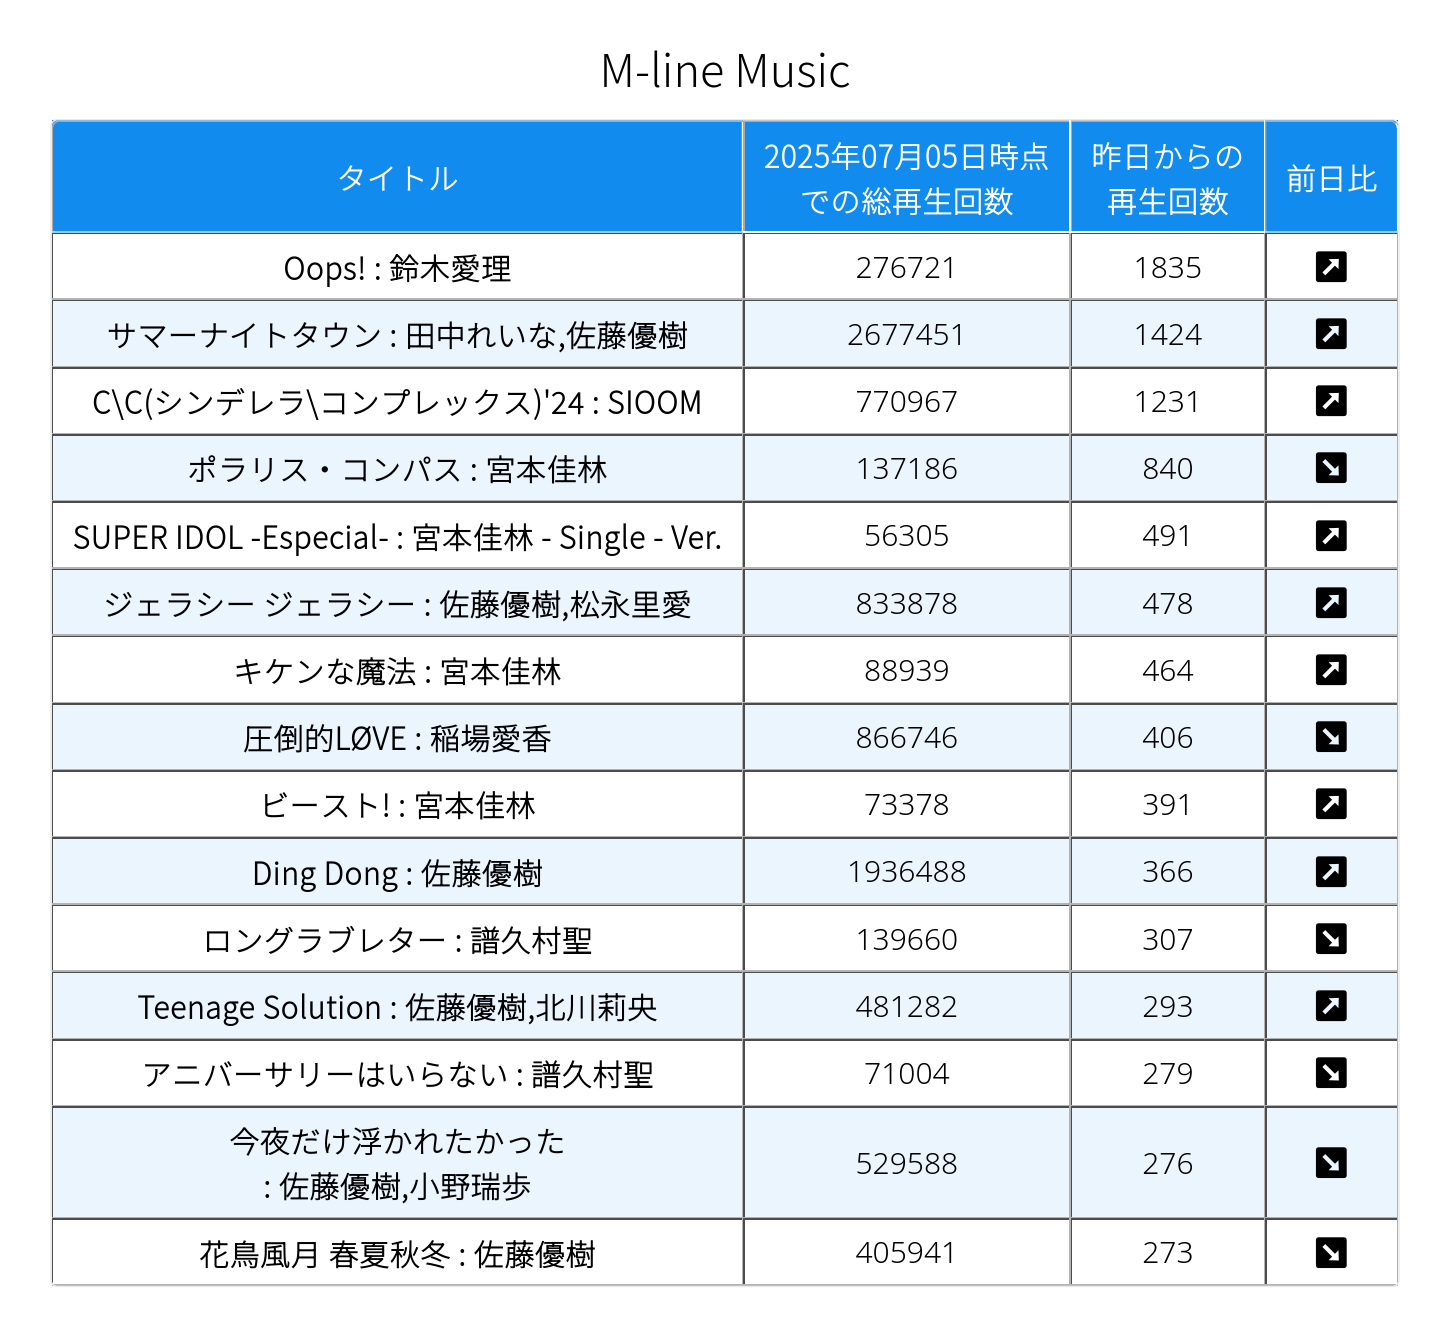 M-line Music
タイトル 2025年07月05日時点での総再生回数 昨日からの再生回数 前日比
Oops! : 鈴木愛理 276721 1835 ↗
サマーナイトタウン : 田中れいな,佐藤優樹 2677451 1424 ↗
C\C(シンデレラ\コンプレックス)'24 : SIOOM 770967 1231 ↗
ポラリス・コンパス : 宮本佳林 137186 840 ↘
SUPER IDOL -Especial- : 宮本佳林 - Single - Ver. 56305 491 ↗
ジェラシー ジェラシー : 佐藤優樹,松永里愛 833878 478 ↗
キケンな魔法 : 宮本佳林 88939 464 ↗
圧倒的LØVE : 稲場愛香 866746 406 ↘
ビースト! : 宮本佳林 73378 391 ↗
Ding Dong : 佐藤優樹 1936488 366 ↗
ロングラブレター : 譜久村聖 139660 307 ↘
Teenage Solution : 佐藤優樹,北川莉央 481282 293 ↗
アニバーサリーはいらない : 譜久村聖 71004 279 ↘
今夜だけ浮かれたかった
: 佐藤優樹,小野瑞歩 529588 276 ↘
花鳥風月 春夏秋冬 : 佐藤優樹 405941 273 ↘